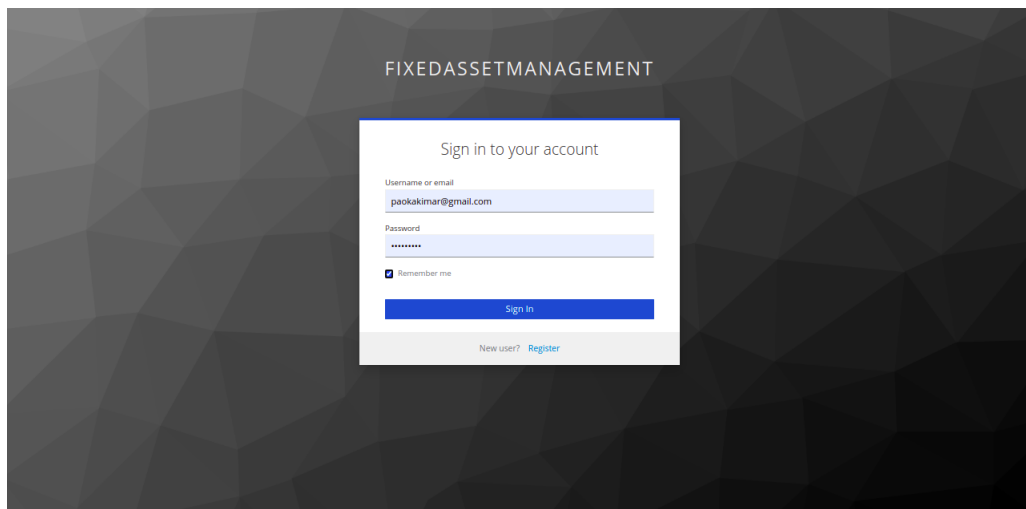 FIXEDASSETMANAGEMENT
Sign in to your account
Username or email
paokakimar@gmail.com
Password
•••••••••
Remember me
Sign In
New user? Register